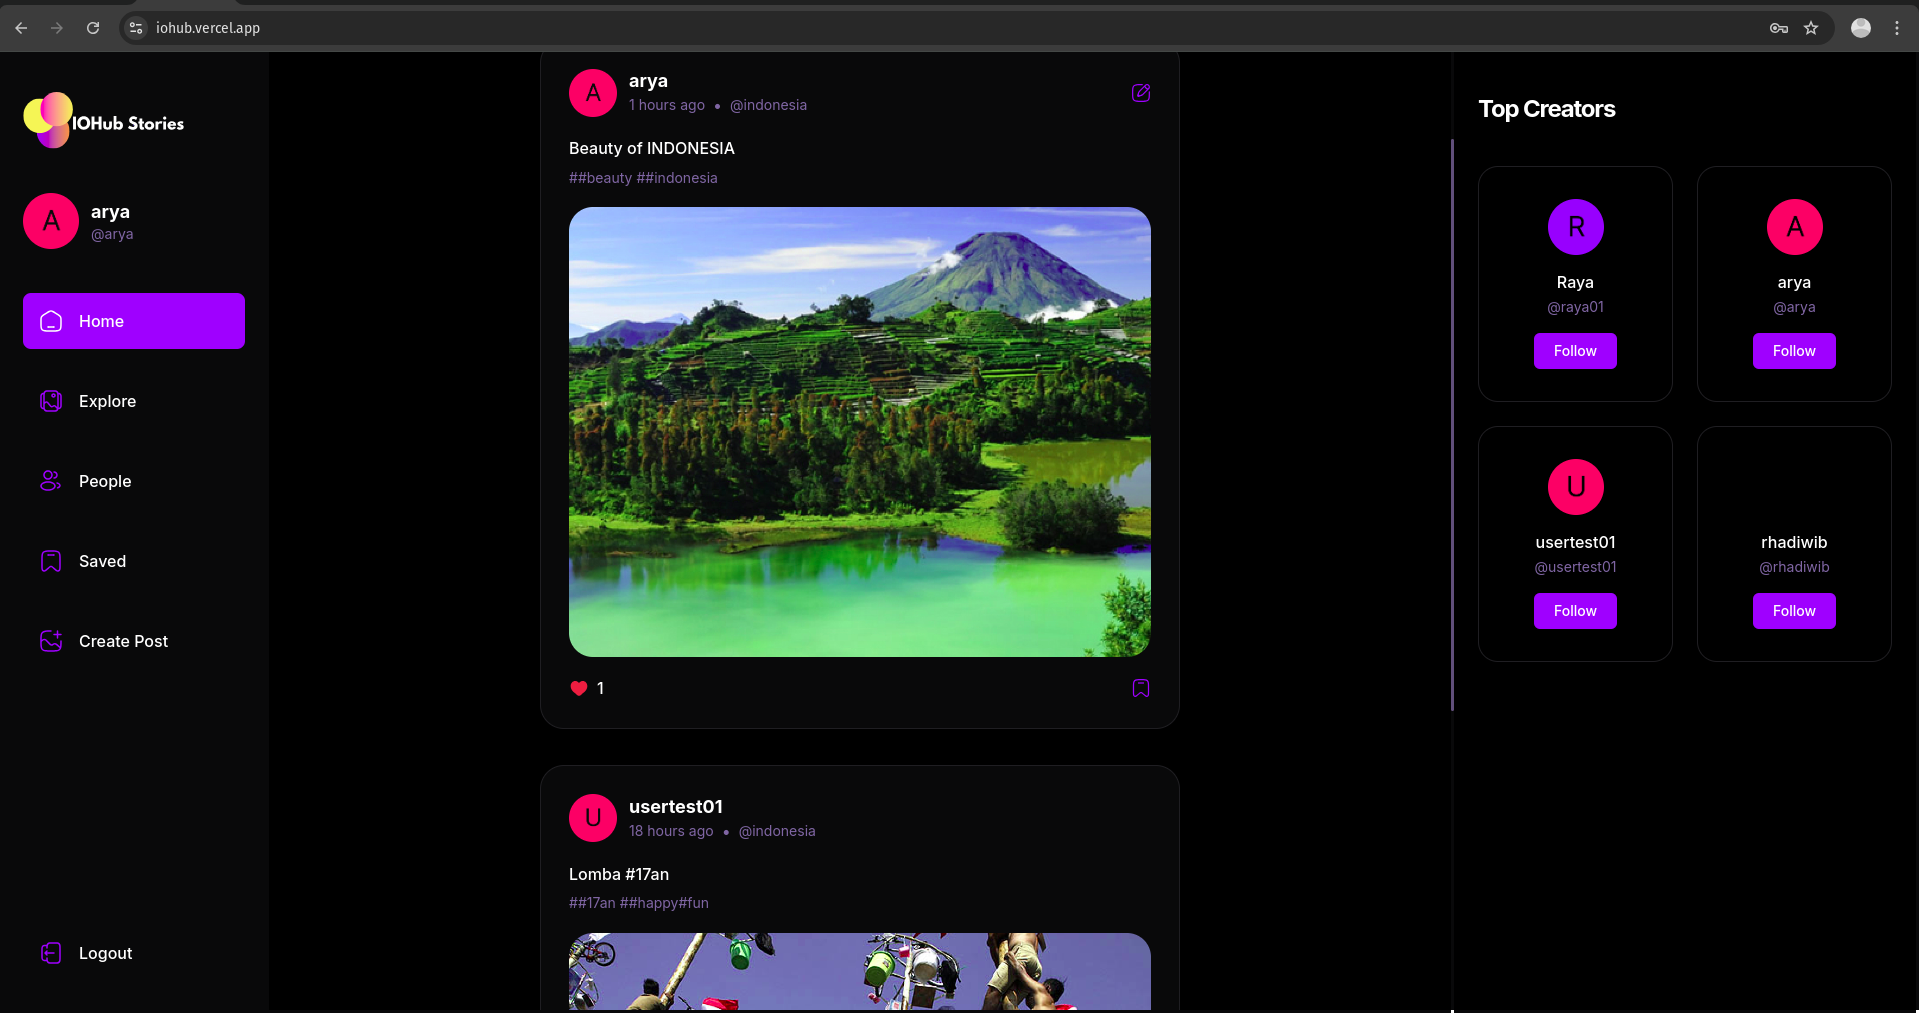 iohub.vercel.app
IOHub Stories
A
arya
@arya
Home
Explore
People
Saved
Create Post
Logout
A
arya
1 hours ago • @indonesia
Beauty of INDONESIA
##beauty ##indonesia
1
U
usertest01
18 hours ago • @indonesia
Lomba #17an
##17an ##happy#fun
Top Creators
R
Raya
@raya01
Follow
A
arya
@arya
Follow
U
usertest01
@usertest01
Follow
rhadiwib
@rhadiwib
Follow